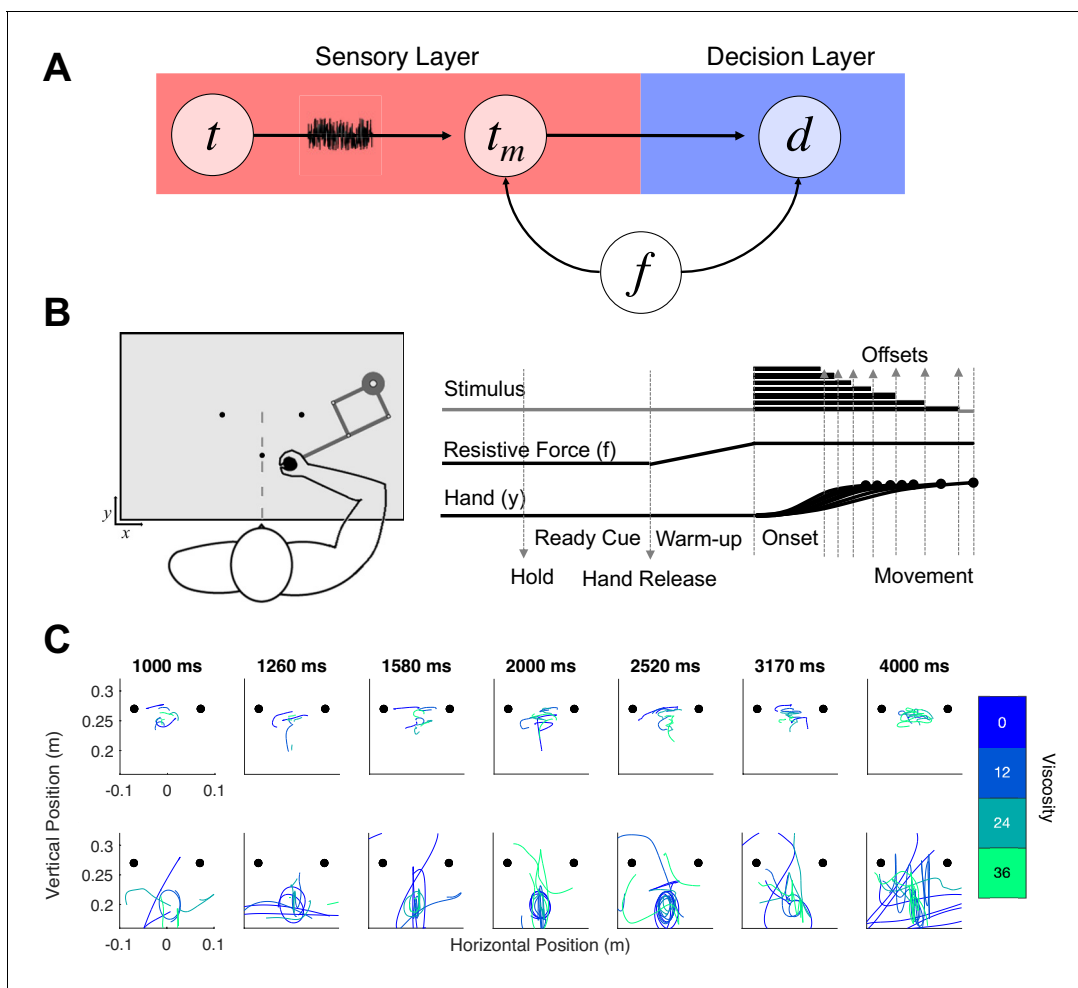 A
Sensory Layer
Decision Layer
t
tm
d
f
B
y
x
Stimulus
Offsets
Resistive Force (f)
Hand (y)
Ready Cue
Warm-up
Onset
Hold
Hand Release
Movement
C
1000 ms 1260 ms 1580 ms 2000 ms 2520 ms 3170 ms 4000 ms
0.3
0.25
0.2
-0.1 0 0.1
0.3
0.25
0.2
-0.1 0 0.1
Vertical Position (m)
Horizontal Position (m)
0
12
24
36
Viscosity